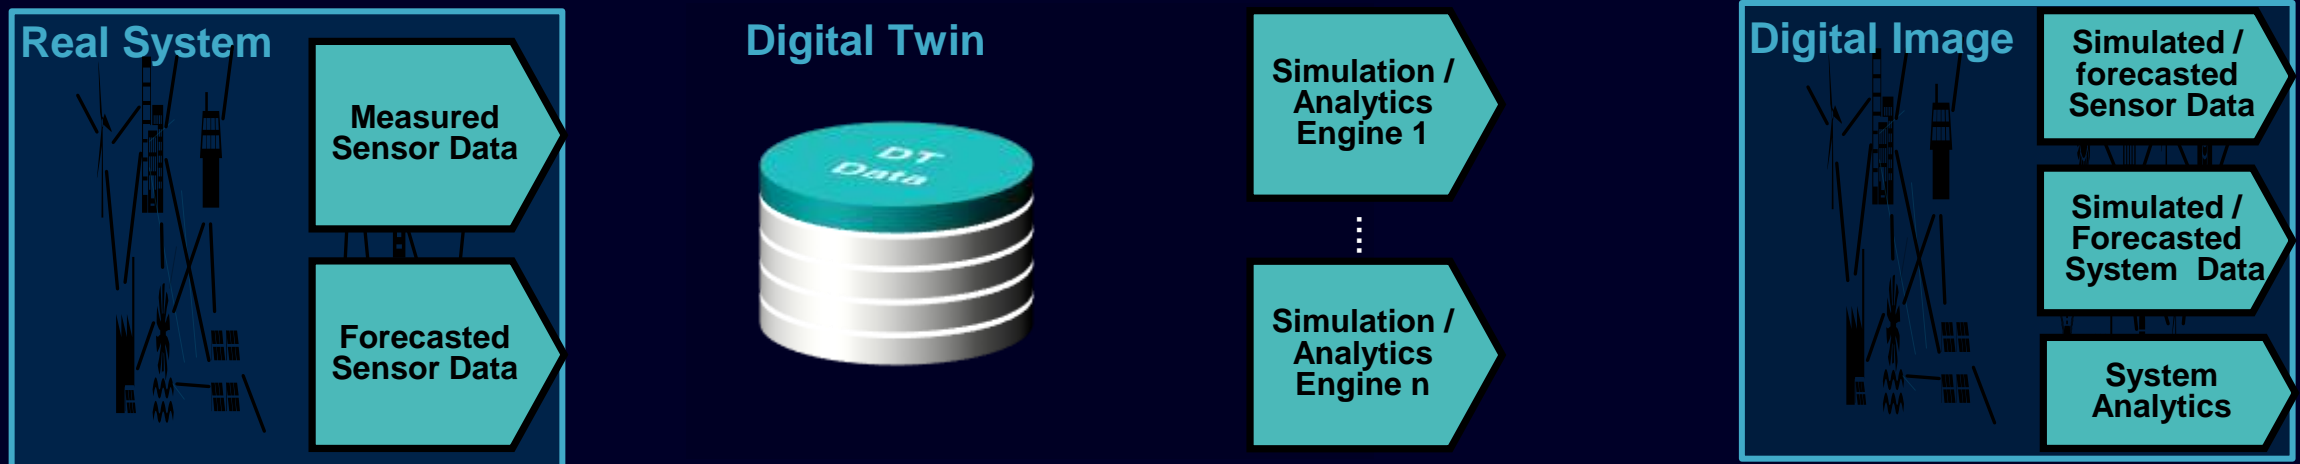 Real System
Measured
Sensor Data
Forecasted
Sensor Data
Digital Twin
DT
Data
Simulation /
Analytics
Engine 1
Simulation /
Analytics
Engine n
Digital Image
Simulated /
forecasted
Sensor Data
Simulated /
Forecasted
System Data
System
Analytics